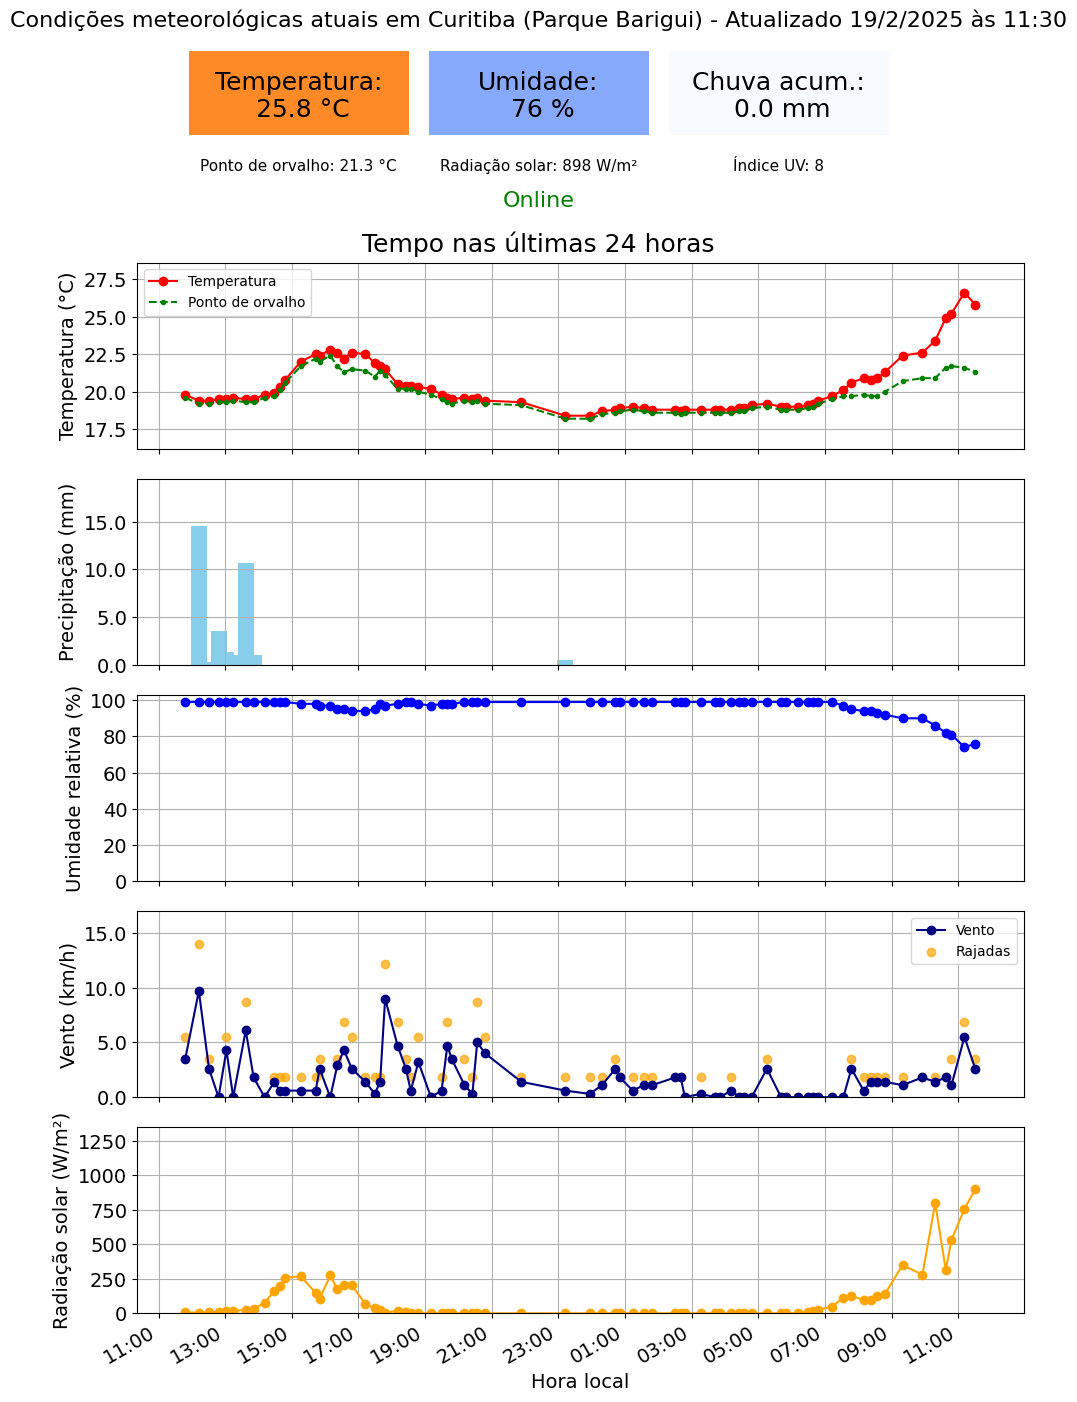 Condições meteorológicas atuais em Curitiba (Parque Barigui) - Atualizado 19/2/2025 às 11:30
Temperatura:
25.8 °C
Umidade:
76 %
Chuva acum.:
0.0 mm
Ponto de orvalho: 21.3 °C
Radiação solar: 898 W/m²
Índice UV: 8
Online
Tempo nas últimas 24 horas
Temperatura (°C)
27.5
25.0
22.5
20.0
17.5
Temperatura
Ponto de orvalho
Precipitação (mm)
15.0
10.0
5.0
0.0
Umidade relativa (%)
100
80
60
40
20
0
Vento (km/h)
15.0
10.0
5.0
0.0
Vento
Rajadas
Radiação solar (W/m²)
1250
1000
750
500
250
0
11:00
13:00
15:00
17:00
19:00
21:00
23:00
01:00
03:00
05:00
07:00
09:00
11:00
Hora local